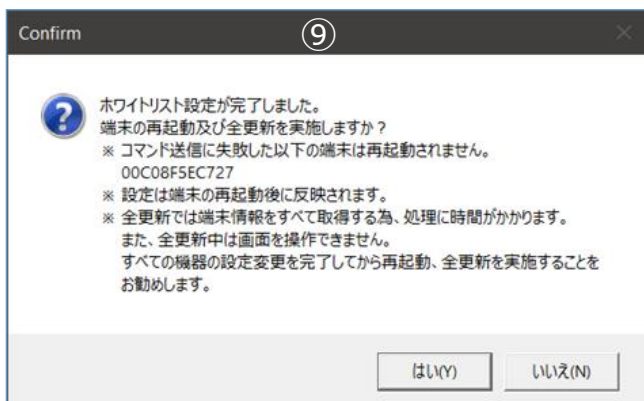 Confirm
⑨
ホワイトリスト設定が完了しました。
端末の再起動及び全更新を実施しますか？
※ コマンド送信に失敗した以下の端末は再起動されません。
00C08F5EC727
※ 設定は端末の再起動後に反映されます。
※ 全更新では端末情報をすべて取得する為、処理に時間がかかります。
また、全更新中は画面を操作できません。
すべての機器の設定変更を完了してから再起動、全更新を実施することを
お勧めします。
はい(Y) いいえ(N)